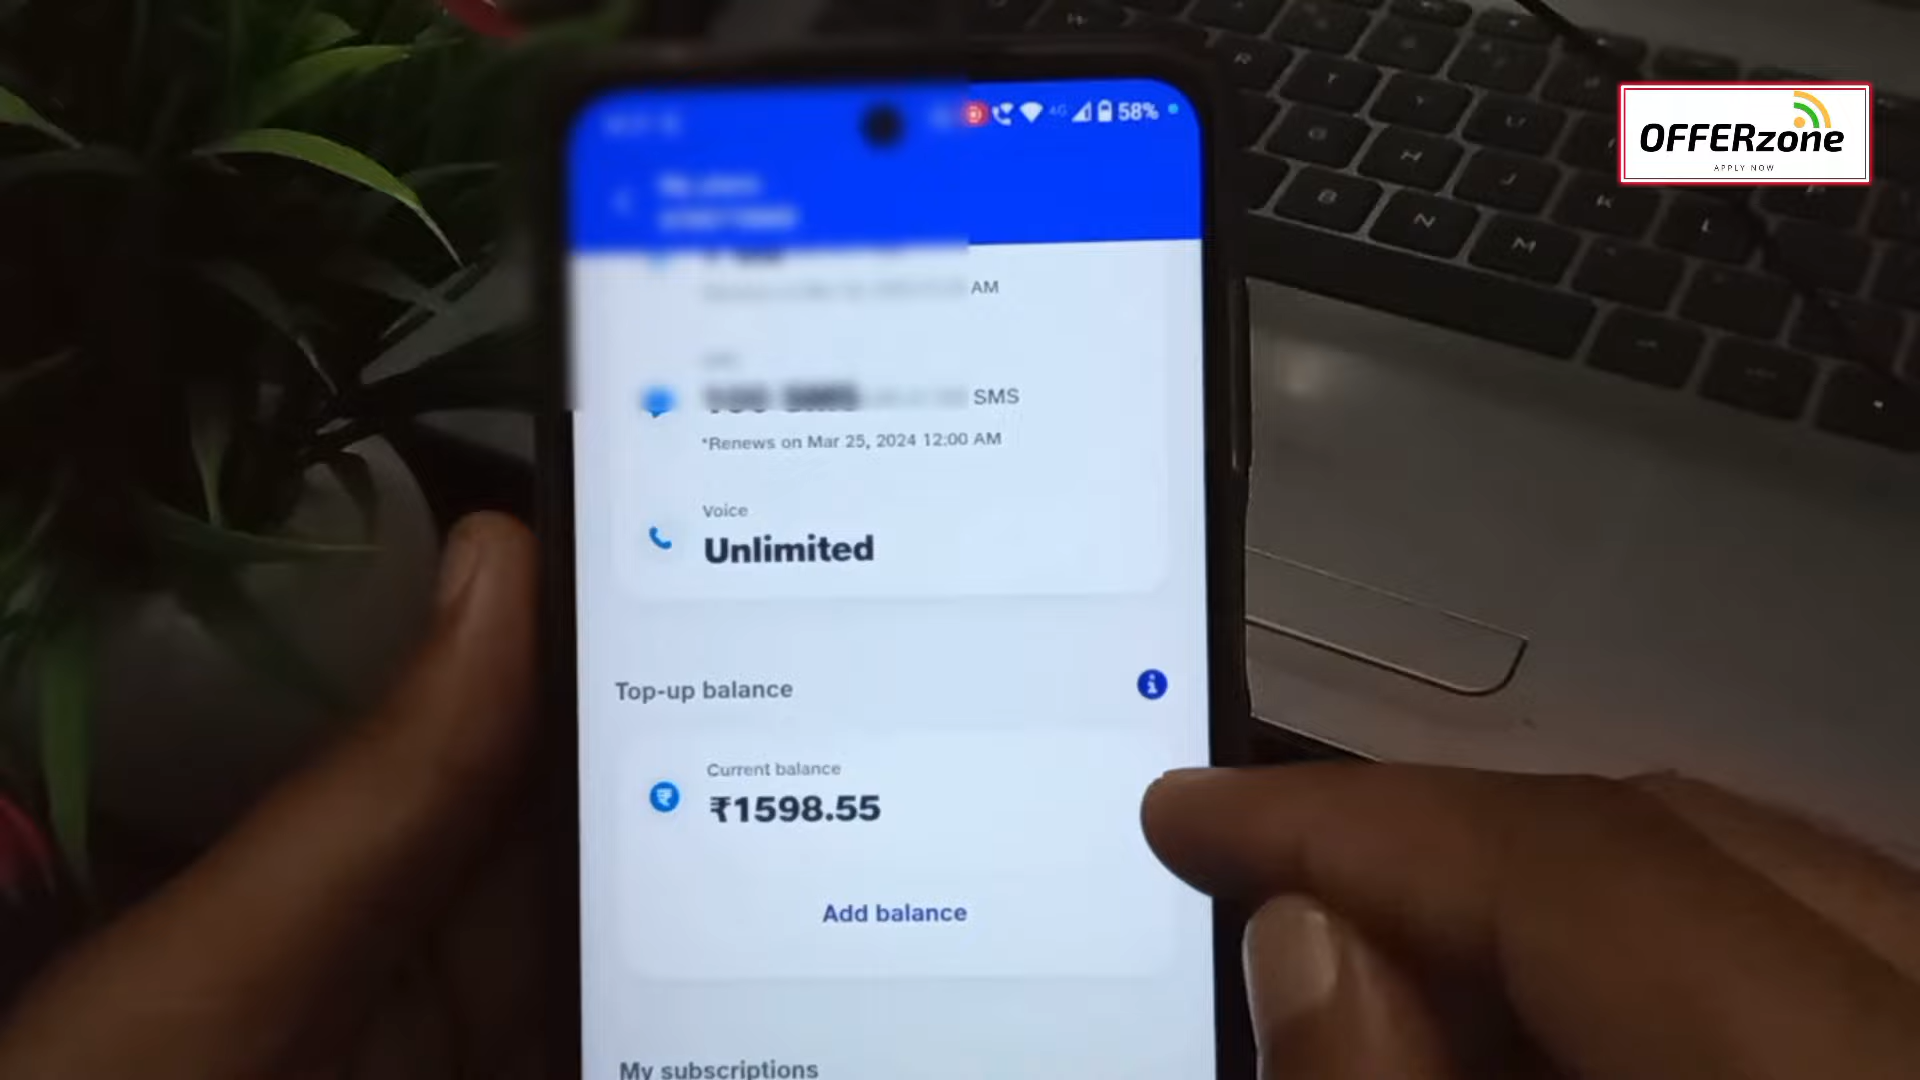 58%
OFFERzone
APPLY NOW
AM
SMS
*Renews on Mar 25, 2024 12:00 AM
Voice
Unlimited
Top-up balance
Current balance
₹1598.55
Add balance
My subscriptions